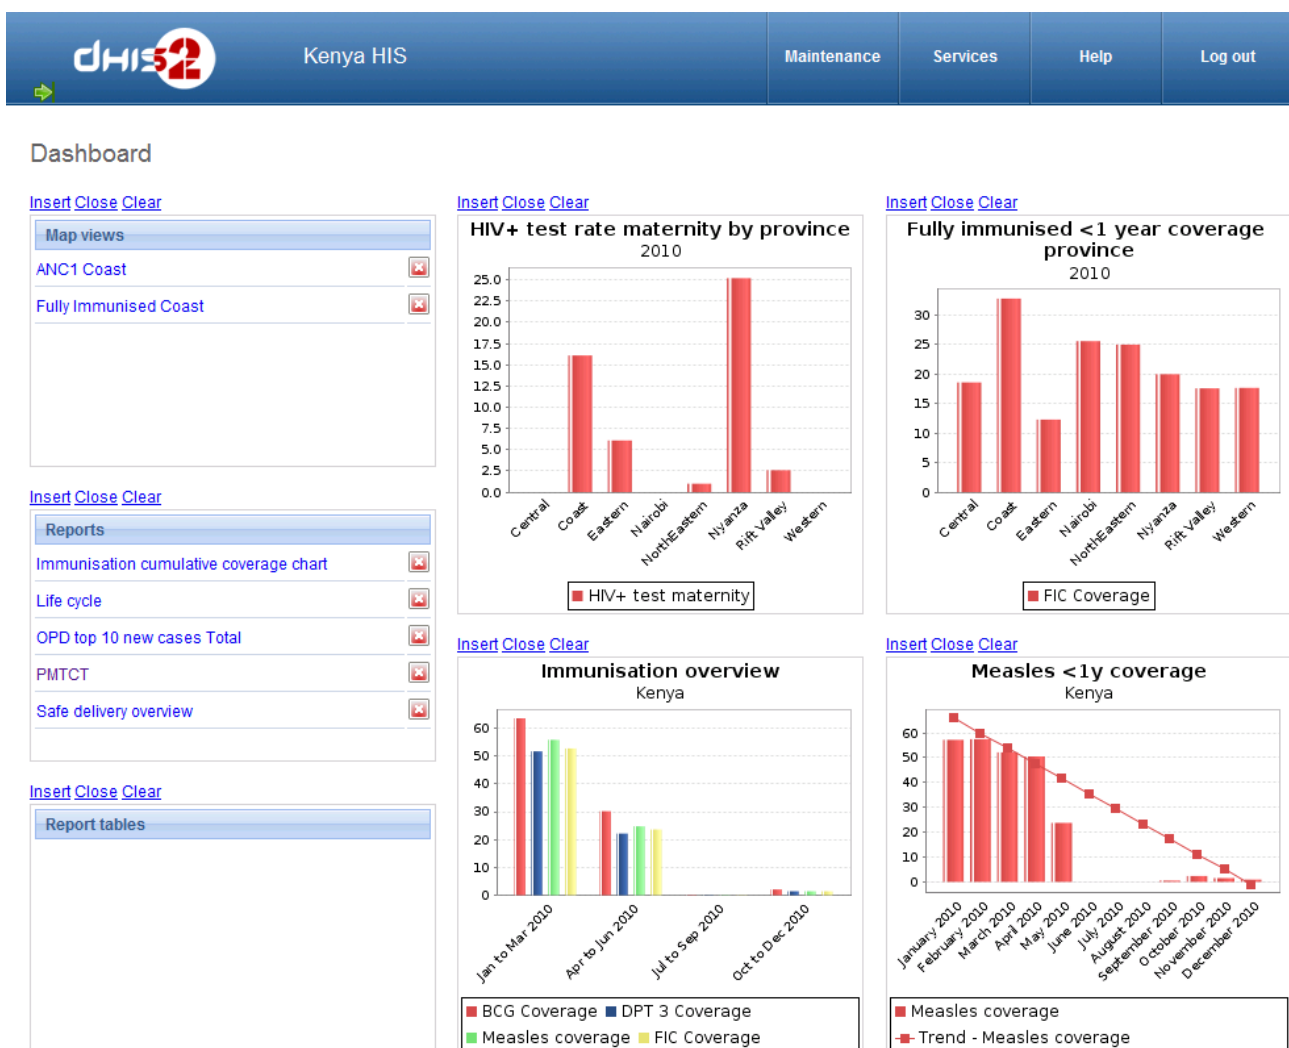 dHIS2
Kenya HIS
Maintenance
Services
Help
Log out
Dashboard
Insert Close Clear
Map views
ANC1 Coast
Fully Immunised Coast
Insert Close Clear
Reports
Immunisation cumulative coverage chart
Life cycle
OPD top 10 new cases Total
PMTCT
Safe delivery overview
Insert Close Clear
Report tables
Insert Close Clear
HIV+ test rate maternity by province
2010
25.0
22.5
20.0
17.5
15.0
12.5
10.0
7.5
5.0
2.5
0.0
Central
Coast
Eastern
Nairobi
NorthEastern
Nyanza
Rift Valley
Western
HIV+ test maternity
Insert Close Clear
Fully immunised <1 year coverage
province
2010
30
25
20
15
10
5
0
Central
Coast
Eastern
Nairobi
NorthEastern
Nyanza
Rift Valley
Western
FIC Coverage
Insert Close Clear
Immunisation overview
Kenya
60
50
40
30
20
10
0
Jan to Mar 2010
Apr to Jun 2010
Jul to Sep 2010
Oct to Dec 2010
BCG Coverage DPT 3 Coverage
Measles coverage FIC Coverage
Insert Close Clear
Measles <1y coverage
Kenya
60
50
40
30
20
10
0
January 2010
February 2010
March 2010
April 2010
May 2010
June 2010
July 2010
August 2010
September 2010
October 2010
November 2010
December 2010
Measles coverage
Trend - Measles coverage